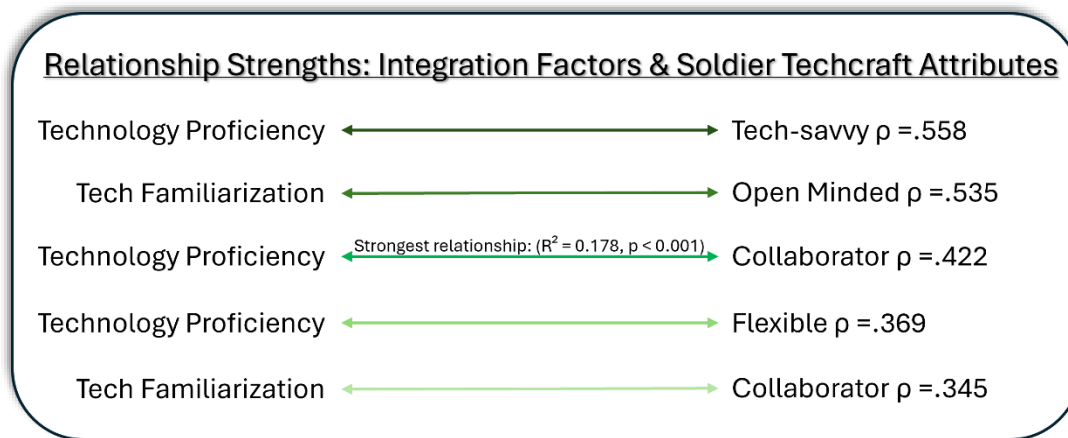 Relationship Strengths: Integration Factors & Soldier Techcraft Attributes
Technology Proficiency Tech-savvy ρ =.558
Tech Familiarization Open Minded ρ =.535
Technology Proficiency Strongest relationship: (R² = 0.178, p < 0.001) Collaborator ρ =.422
Technology Proficiency Flexible ρ =.369
Tech Familiarization Collaborator ρ =.345